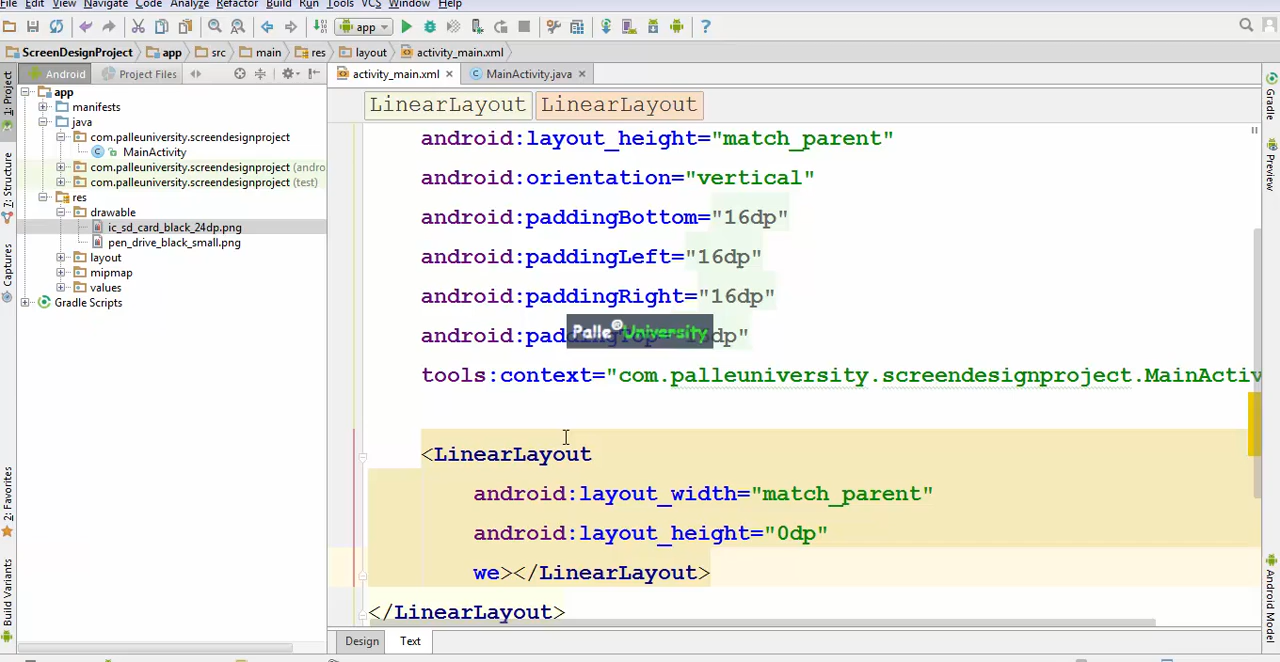 File Edit View Navigate Code Analyze Refactor Build Run Tools VCS Window Help
app
ScreenDesignProject app src main res layout activity_main.xml
Android Project Files activity_main.xml MainActivity.java
1: Project
7: Structure
Captures
2: Favorites
Build Variants
app
manifests
java
com.palleuniversity.screendesignproject
MainActivity
com.palleuniversity.screendesignproject (andro
com.palleuniversity.screendesignproject (test)
res
drawable
ic_sd_card_black_24dp.png
pen_drive_black_small.png
layout
mipmap
values
Gradle Scripts
LinearLayout LinearLayout
android:layout_height="match_parent"
android:orientation="vertical"
android:paddingBottom="16dp"
android:paddingLeft="16dp"
android:paddingRight="16dp"
Palle University
tools:context="com.palleuniversity.screendesignproject.MainActiv
<LinearLayout
android:layout_width="match_parent"
android:layout_height="0dp"
we></LinearLayout>
</LinearLayout>
Design Text
Gradle
Preview
Android Model